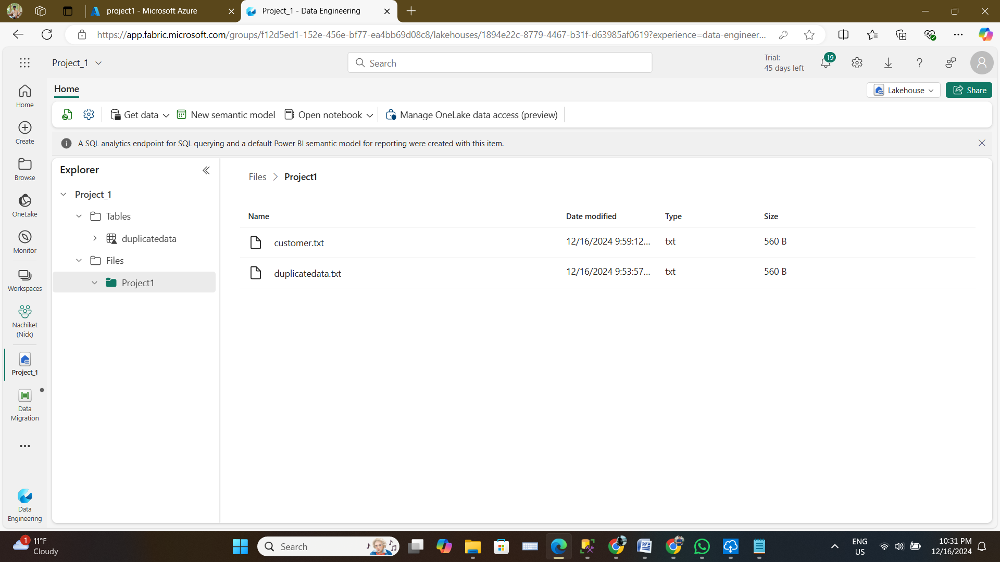 project1 - Microsoft Azure
Project_1 - Data Engineering
https://app.fabric.microsoft.com/groups/f12d5ed1-152e-456e-bf77-ea4bb69d08c8/lakehouses/1894e22c-8779-4467-b31f-d63985af0619?experience=data-engineer...
Project_1
Search
Trial:
45 days left
19
Home
Lakehouse
Share
Get data
New semantic model
Open notebook
Manage OneLake data access (preview)
A SQL analytics endpoint for SQL querying and a default Power BI semantic model for reporting were created with this item.
Home
Create
Browse
OneLake
Monitor
Workspaces
Nachiket
(Nick)
Project_1
Data
Migration
Data
Engineering
Explorer
Project_1
Tables
duplicatedata
Files
Project1
Files > Project1
Name Date modified Type Size
customer.txt 12/16/2024 9:59:12... txt 560 B
duplicatedata.txt 12/16/2024 9:53:57... txt 560 B
1
11°F
Cloudy
Search
ENG
US
10:31 PM
12/16/2024